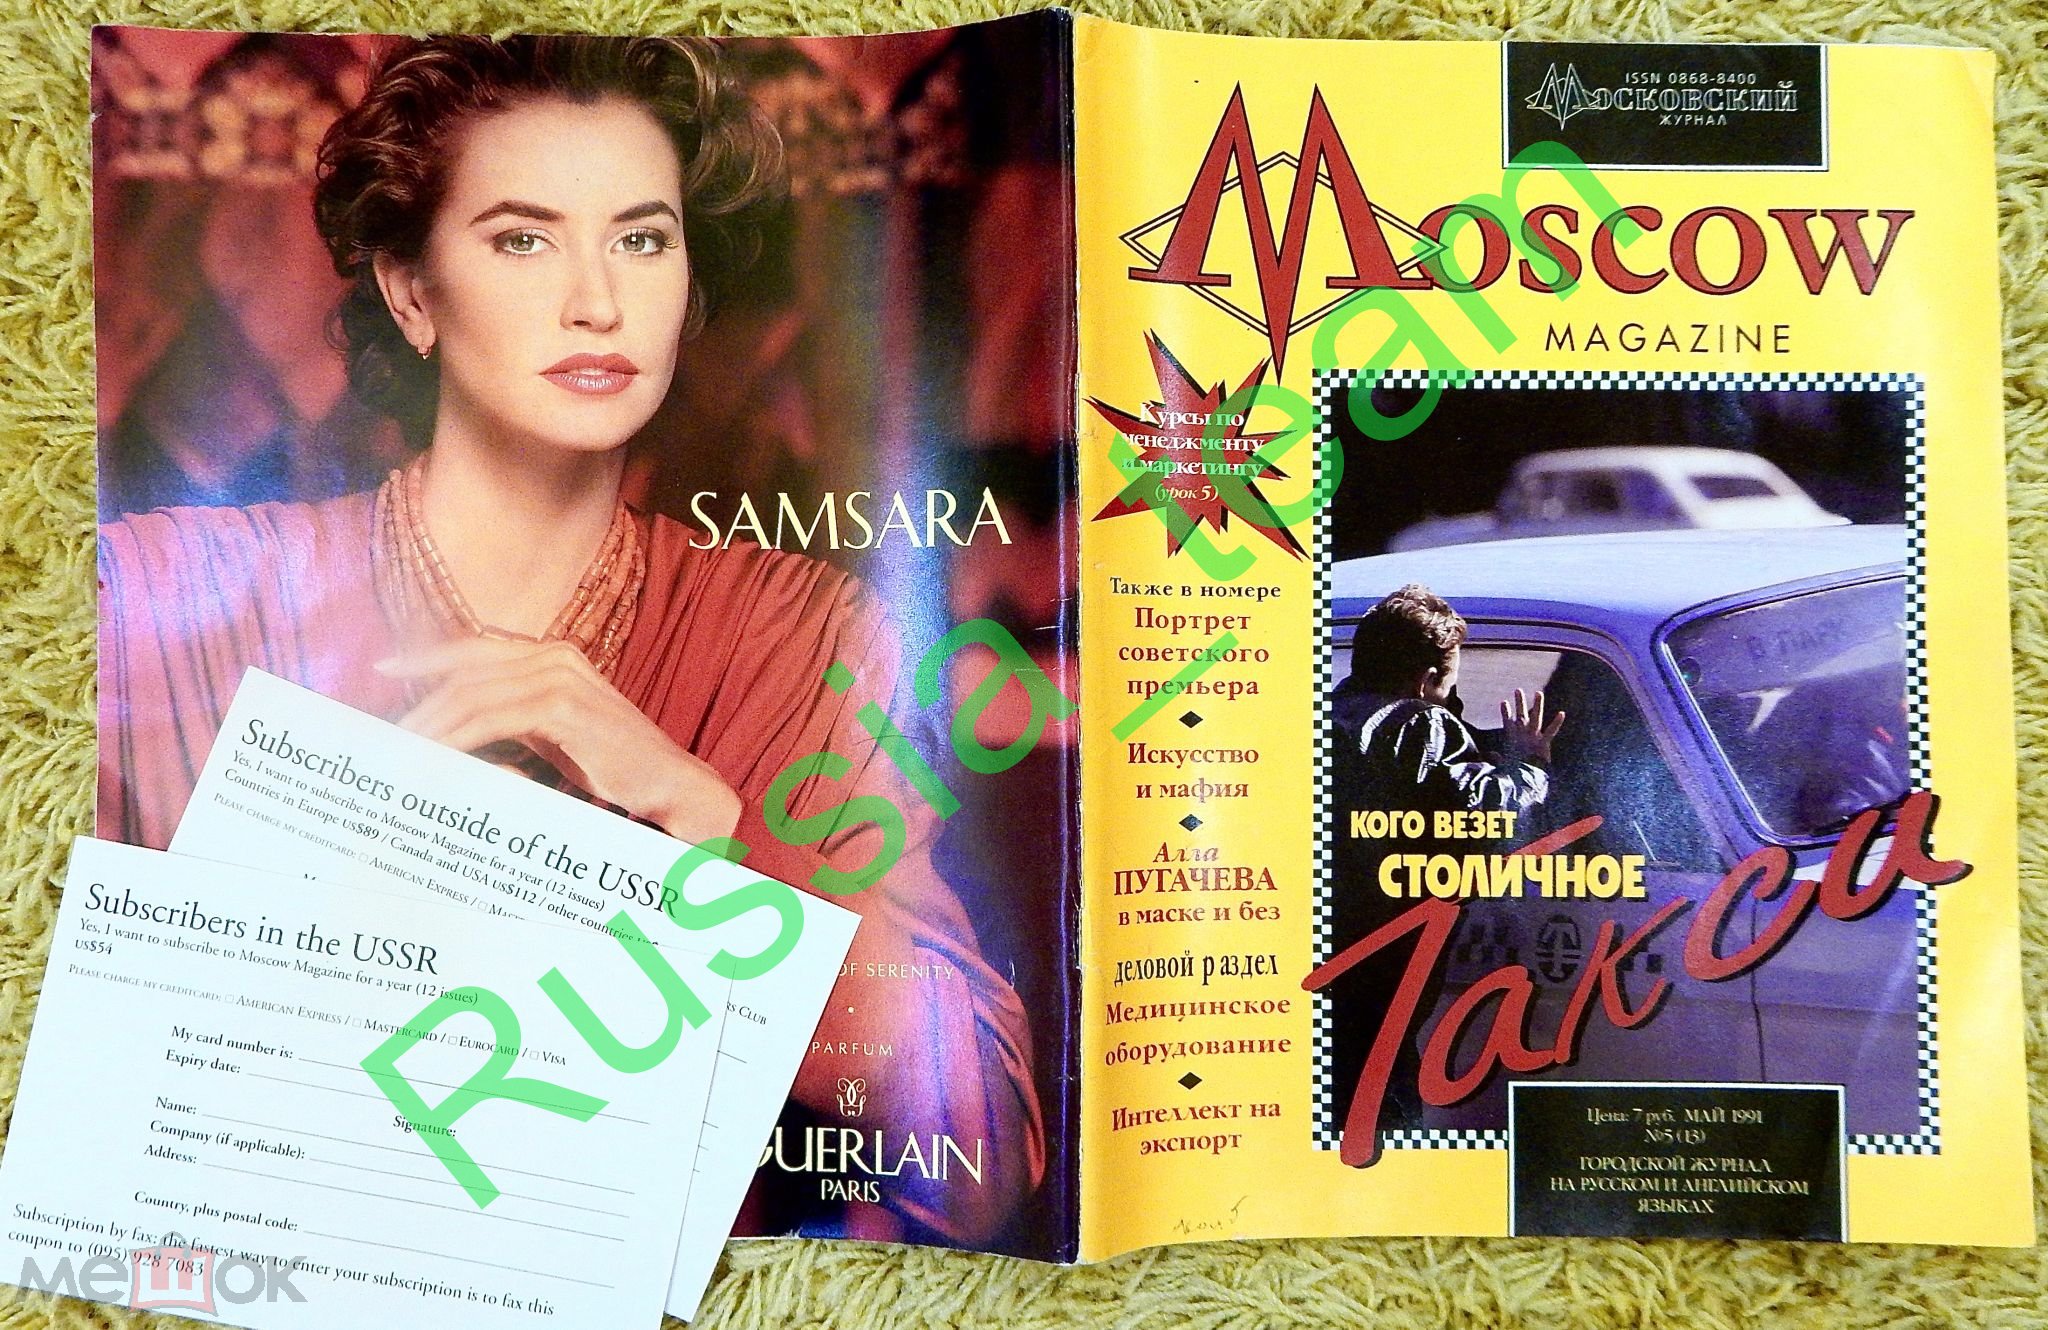 SAMSARA
OF SERENITY
PARFUM
GUERLAIN
PARIS
Subscribers outside of the USSR
Yes, I want to subscribe to Moscow Magazine for a year (12 issues)
Countries in Europe US$89 / Canada and USA US$112 / other countries
PLEASE CHARGE MY CREDITCARD: □ AMERICAN EXPRESS / □
RS CLUB
Subscribers in the USSR
Yes, I want to subscribe to Moscow Magazine for a year (12 issues)
US$54
PLEASE CHARGE MY CREDITCARD: □ AMERICAN EXPRESS / □ MASTERCARD / □ EUROCARD / □ VISA
My card number is:
Expiry date:
Name:
Signature:
Company (if applicable):
Address:
Country, plus postal code:
Subscription by fax: the fastest way to enter your subscription is to fax this
coupon to (095) 928 7083
мешок
Russia_team
ISSN 0868-8400
Московский
ЖУРНАЛ
Moscow
MAGAZINE
Курсы по
менеджменту
и маркетингу
(урок 5)
Также в номере
Портрет
советского
премьера
Искусство
и мафия
Алла
ПУГАЧЕВА
в маске и без
деловой раздел
Медицинское
оборудование
Интеллект на
экспорт
В ПАРК
КОГО ВЕЗЕТ
СТОЛИЧНОЕ
Такси
Цена: 7 руб. МАЙ 1991
№5 (13)
ГОРОДСКОЙ ЖУРНАЛ
НА РУССКОМ И АНГЛИЙСКОМ
ЯЗЫКАХ